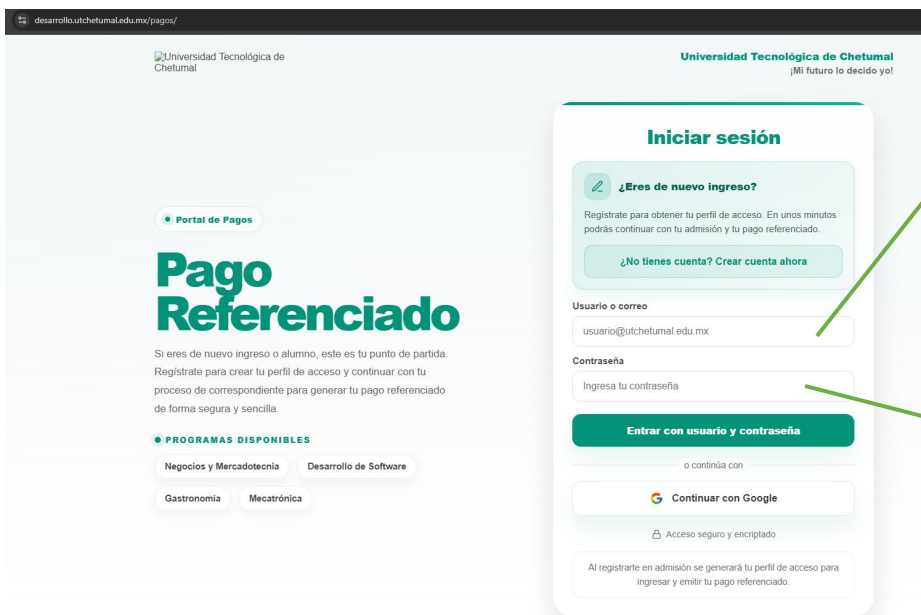 desarrollo.utchetumal.edu.mx/pagos/
Universidad Tecnológica de
Chetumal
Universidad Tecnológica de Chetumal
¡Mi futuro lo decido yo!
Portal de Pagos
Pago
Referenciado
Si eres de nuevo ingreso o alumno, este es tu punto de partida.
Regístrate para crear tu perfil de acceso y continuar con tu
proceso de correspondiente para generar tu pago referenciado
de forma segura y sencilla.
PROGRAMAS DISPONIBLES
Negocios y Mercadotecnia
Desarrollo de Software
Gastronomía
Mecatrónica
Iniciar sesión
¿Eres de nuevo ingreso?
Regístrate para obtener tu perfil de acceso. En unos minutos
podrás continuar con tu admisión y tu pago referenciado.
¿No tienes cuenta? Crear cuenta ahora
Usuario o correo
usuario@utchetumal.edu.mx
Contraseña
Ingresa tu contraseña
Entrar con usuario y contraseña
o continúa con
Continuar con Google
Acceso seguro y encriptado
Al registrarte en admisión se generará tu perfil de acceso para
ingresar y emitir tu pago referenciado.